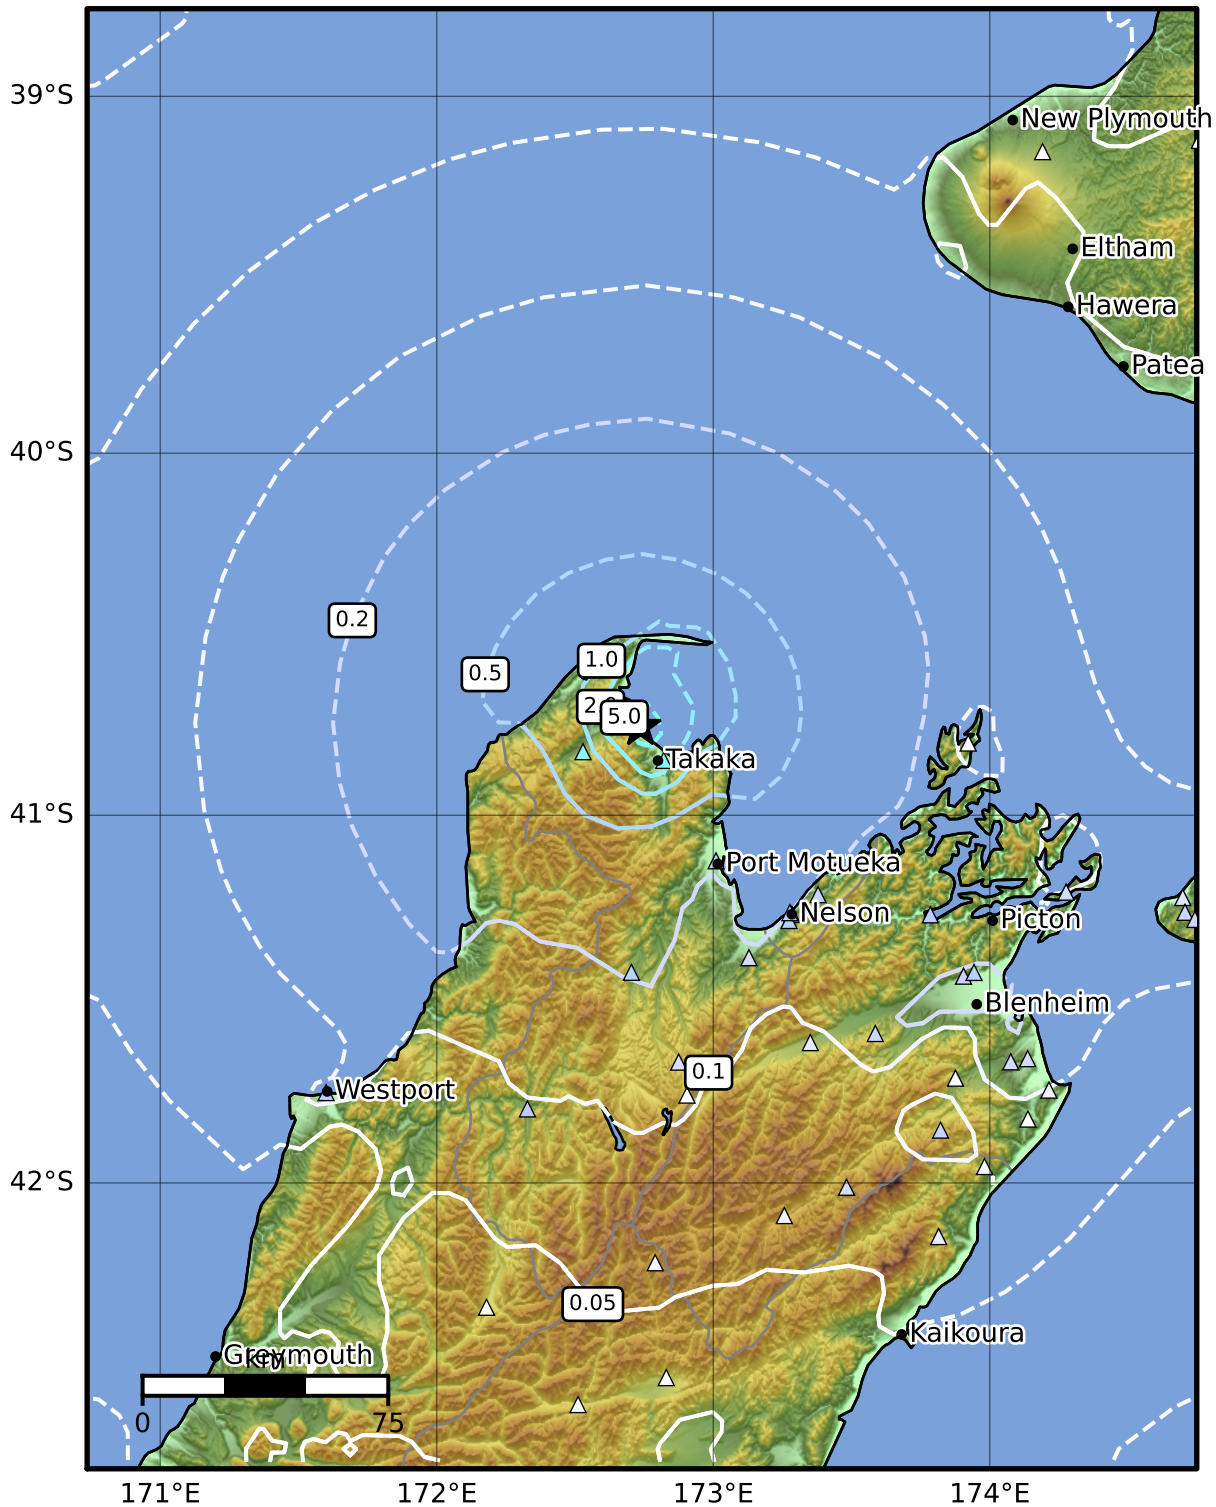 39°S
New Plymouth
Eltham
Hawera
Patea
40°S
0.2
1.0
0.5
5.0
Takaka
41°S
Port Motueka
Nelson
Picton
Blenheim
0.1
Westport
42°S
0.05
Kaikoura
Greymouth
km
0
75
171°E
172°E
173°E
174°E